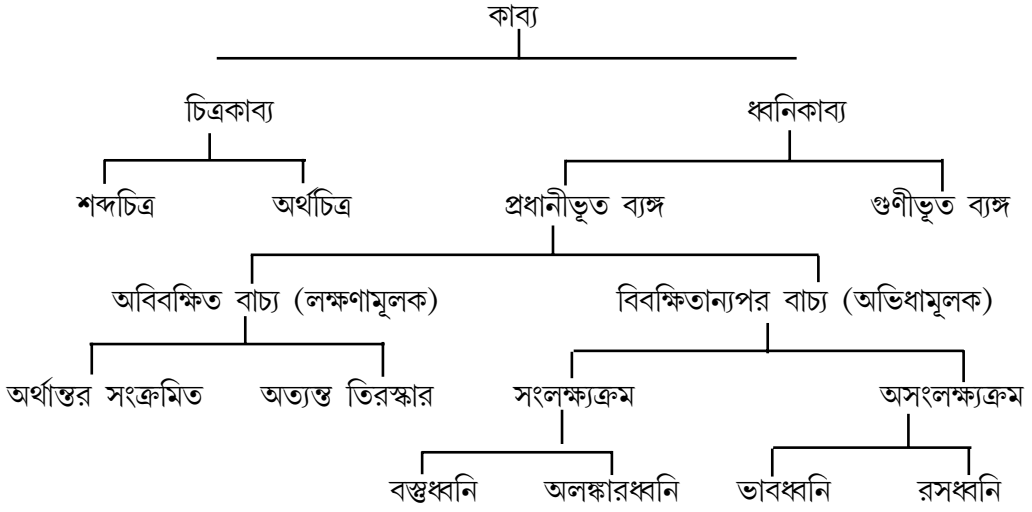 কাব্য
চিত্রকাব্য ধ্বনিকাব্য
শব্দচিত্র অর্থচিত্র প্রধানীভূত ব্যঙ্গ গুণীভূত ব্যঙ্গ
অবিবক্ষিত বাচ্য (লক্ষণামূলক) বিবক্ষিতান্যপর বাচ্য (অভিধামূলক)
অর্থান্তর সংক্রমিত অত্যন্ত তিরস্কার সংলক্ষ্যক্রম অসংলক্ষ্যক্রম
বস্তুধ্বনি অলঙ্কারধ্বনি ভাবধ্বনি রসধ্বনি